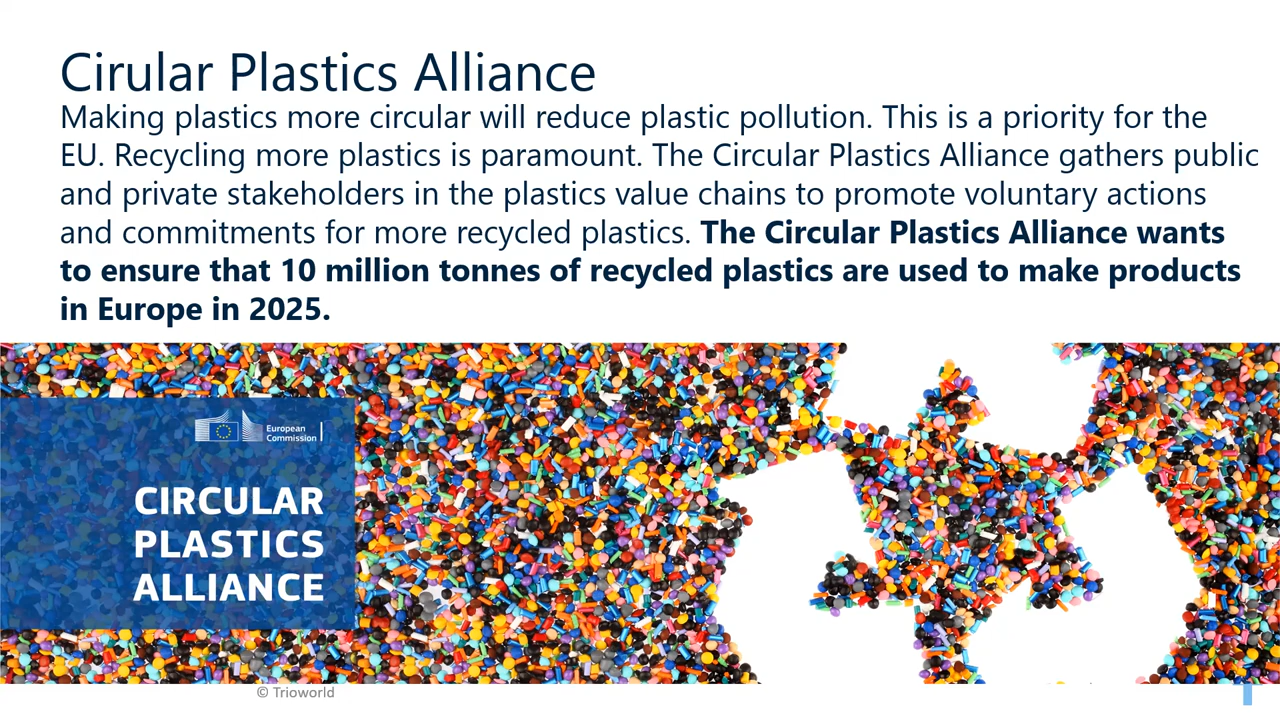 Cirular Plastics Alliance
Making plastics more circular will reduce plastic pollution. This is a priority for the
EU. Recycling more plastics is paramount. The Circular Plastics Alliance gathers public
and private stakeholders in the plastics value chains to promote voluntary actions
and commitments for more recycled plastics. The Circular Plastics Alliance wants
to ensure that 10 million tonnes of recycled plastics are used to make products
in Europe in 2025.
European
Commission
CIRCULAR
PLASTICS
ALLIANCE
© Trioworld